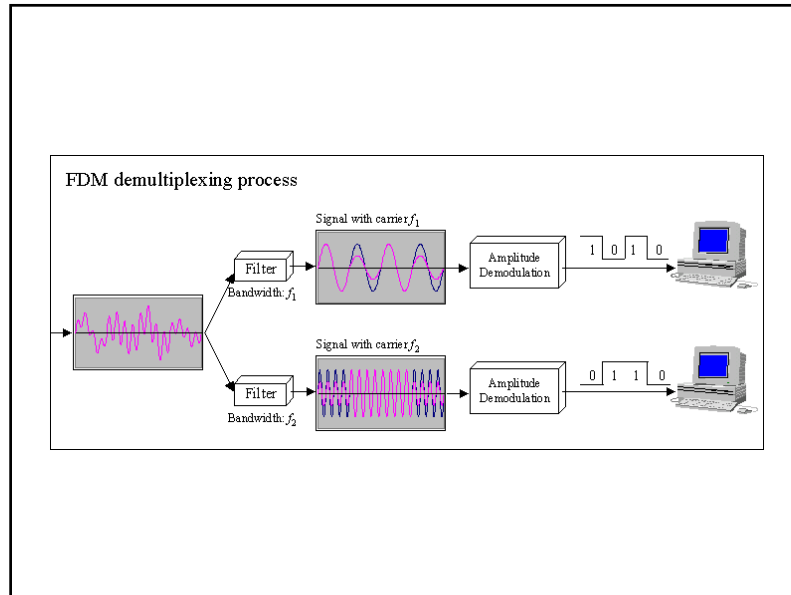 FDM demultiplexing process
Signal with carrier f1
Filter
Bandwidth: f1
Amplitude
Demodulation
1 0 1 0
Signal with carrier f2
Filter
Bandwidth: f2
Amplitude
Demodulation
0 1 1 0